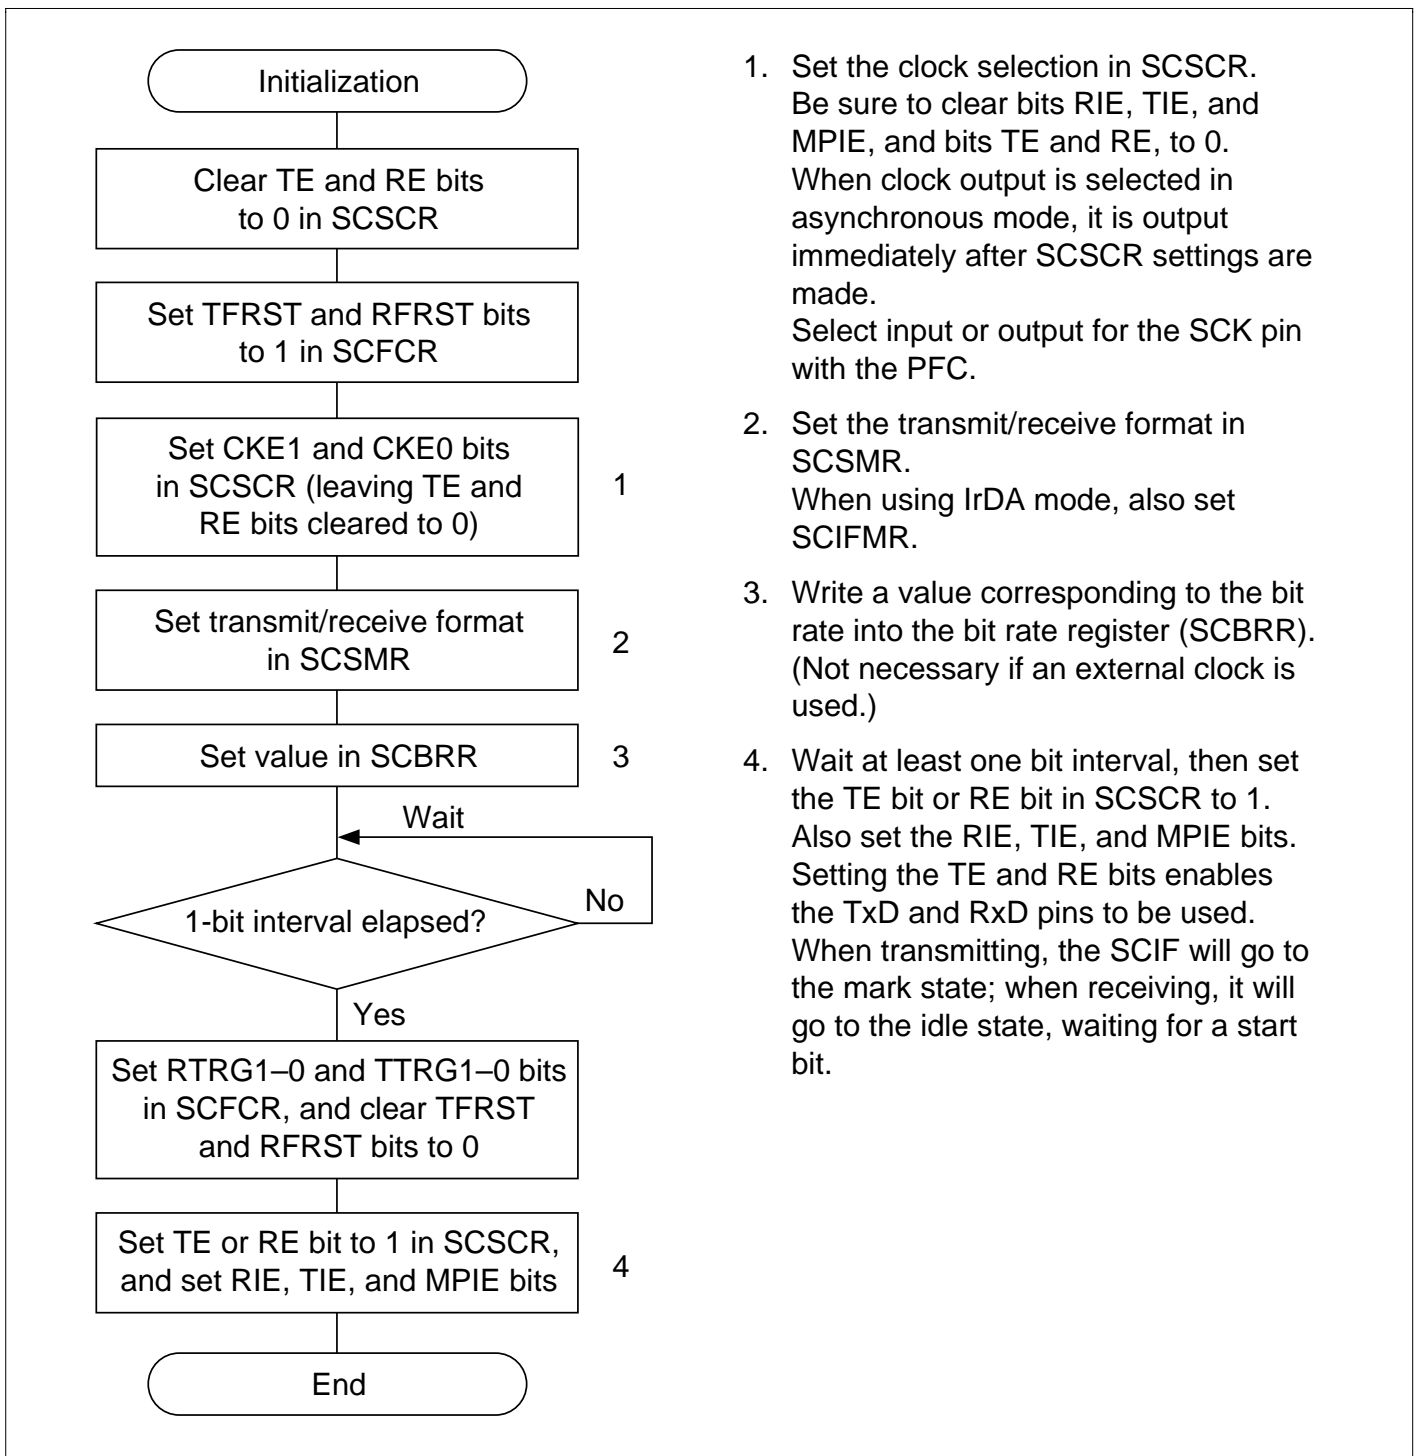 Initialization
Clear TE and RE bits
to 0 in SCSCR
Set TFRST and RFRST bits
to 1 in SCFCR
Set CKE1 and CKE0 bits
in SCSCR (leaving TE and
RE bits cleared to 0)
1
Set transmit/receive format
in SCSMR
2
Set value in SCBRR
3
Wait
1-bit interval elapsed?
No
Yes
Set RTRG1–0 and TTRG1–0 bits
in SCFCR, and clear TFRST
and RFRST bits to 0
Set TE or RE bit to 1 in SCSCR,
and set RIE, TIE, and MPIE bits
4
End
1. Set the clock selection in SCSCR.
Be sure to clear bits RIE, TIE, and
MPIE, and bits TE and RE, to 0.
When clock output is selected in
asynchronous mode, it is output
immediately after SCSCR settings are
made.
Select input or output for the SCK pin
with the PFC.
2. Set the transmit/receive format in
SCSMR.
When using IrDA mode, also set
SCIFMR.
3. Write a value corresponding to the bit
rate into the bit rate register (SCBRR).
(Not necessary if an external clock is
used.)
4. Wait at least one bit interval, then set
the TE bit or RE bit in SCSCR to 1.
Also set the RIE, TIE, and MPIE bits.
Setting the TE and RE bits enables
the TxD and RxD pins to be used.
When transmitting, the SCIF will go to
the mark state; when receiving, it will
go to the idle state, waiting for a start
bit.